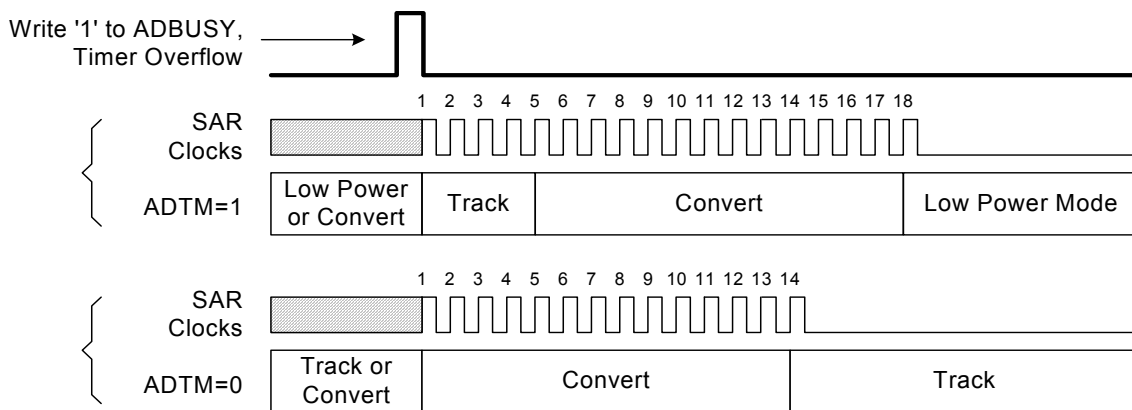 Write '1' to ADBUSY,
Timer Overflow
1 2 3 4 5 6 7 8 9 10 11 12 13 14 15 16 17 18
SAR
Clocks
ADTM=1
Low Power
or Convert
Track
Convert
Low Power Mode
1 2 3 4 5 6 7 8 9 10 11 12 13 14
SAR
Clocks
ADTM=0
Track or
Convert
Convert
Track